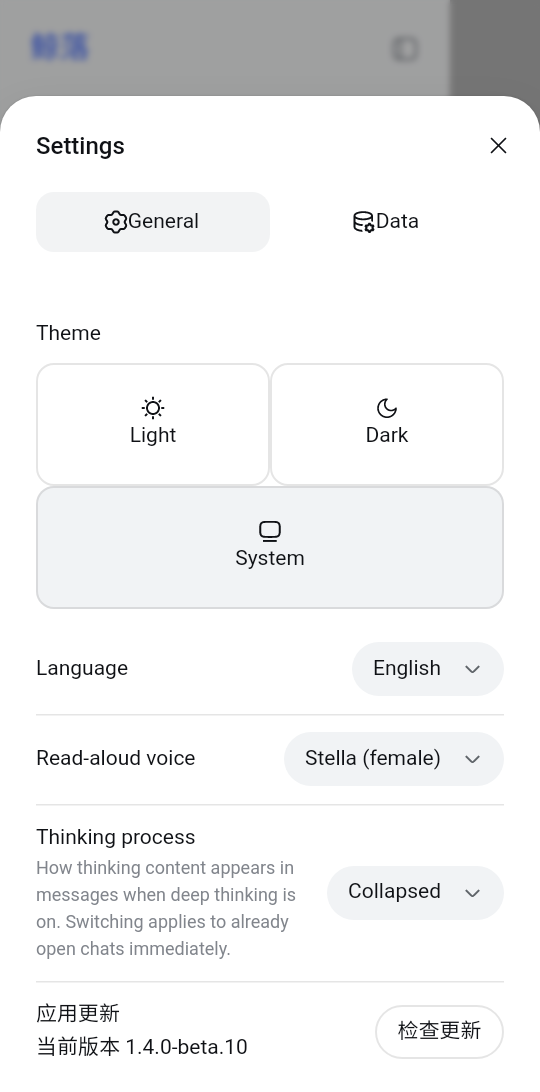 鲸落
Settings
General
Data
Theme
Light
Dark
System
Language
English
Read-aloud voice
Stella (female)
Thinking process
How thinking content appears in
messages when deep thinking is
on. Switching applies to already
open chats immediately.
Collapsed
应用更新
当前版本 1.4.0-beta.10
检查更新